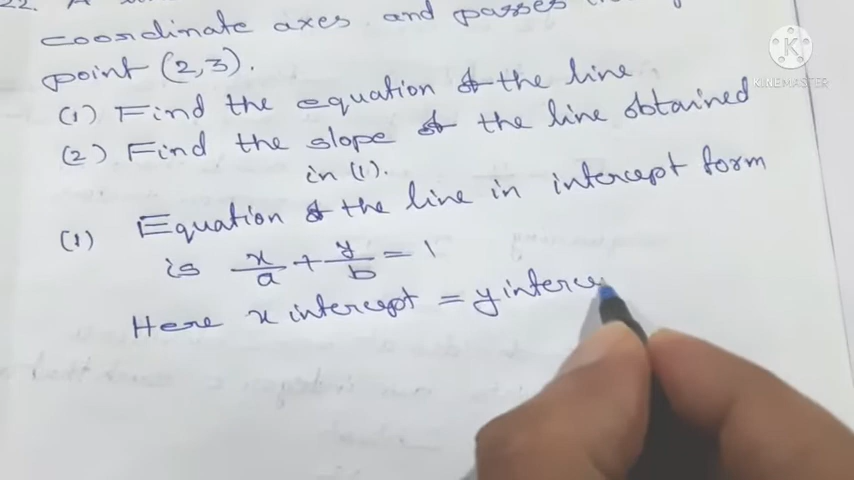 22. A
coordinate axes and passes
point (2,3).
(1) Find the equation of the line
(2) Find the slope of the line obtained
in (1).
(1) Equation of the line in intercept form
is x/a + y/b = 1
Here x intercept = y interce
KINEMASTER